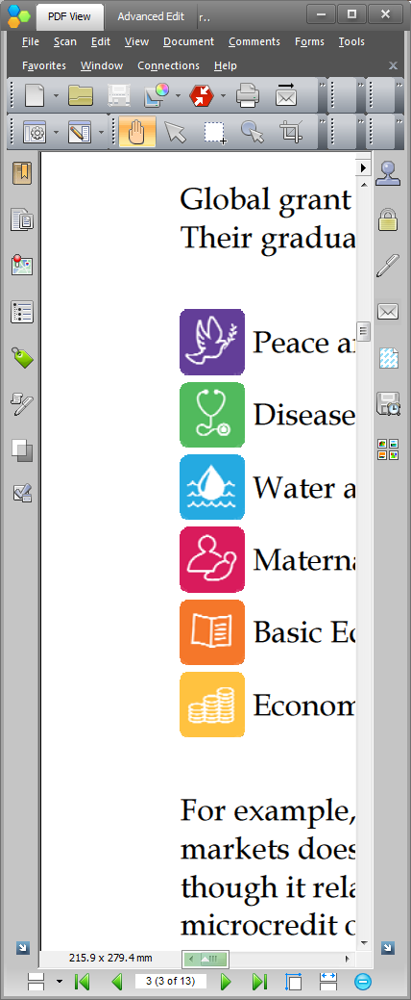 PDF View
Advanced Edit
r..
File Scan Edit View Document Comments Forms Tools
Favorites Window Connections Help
Global grant
Their gradua
Peace a
Disease
Water a
Materna
Basic Ed
Econom
For example,
markets does
though it rela
microcredit o
215.9 x 279.4 mm
3 (3 of 13)